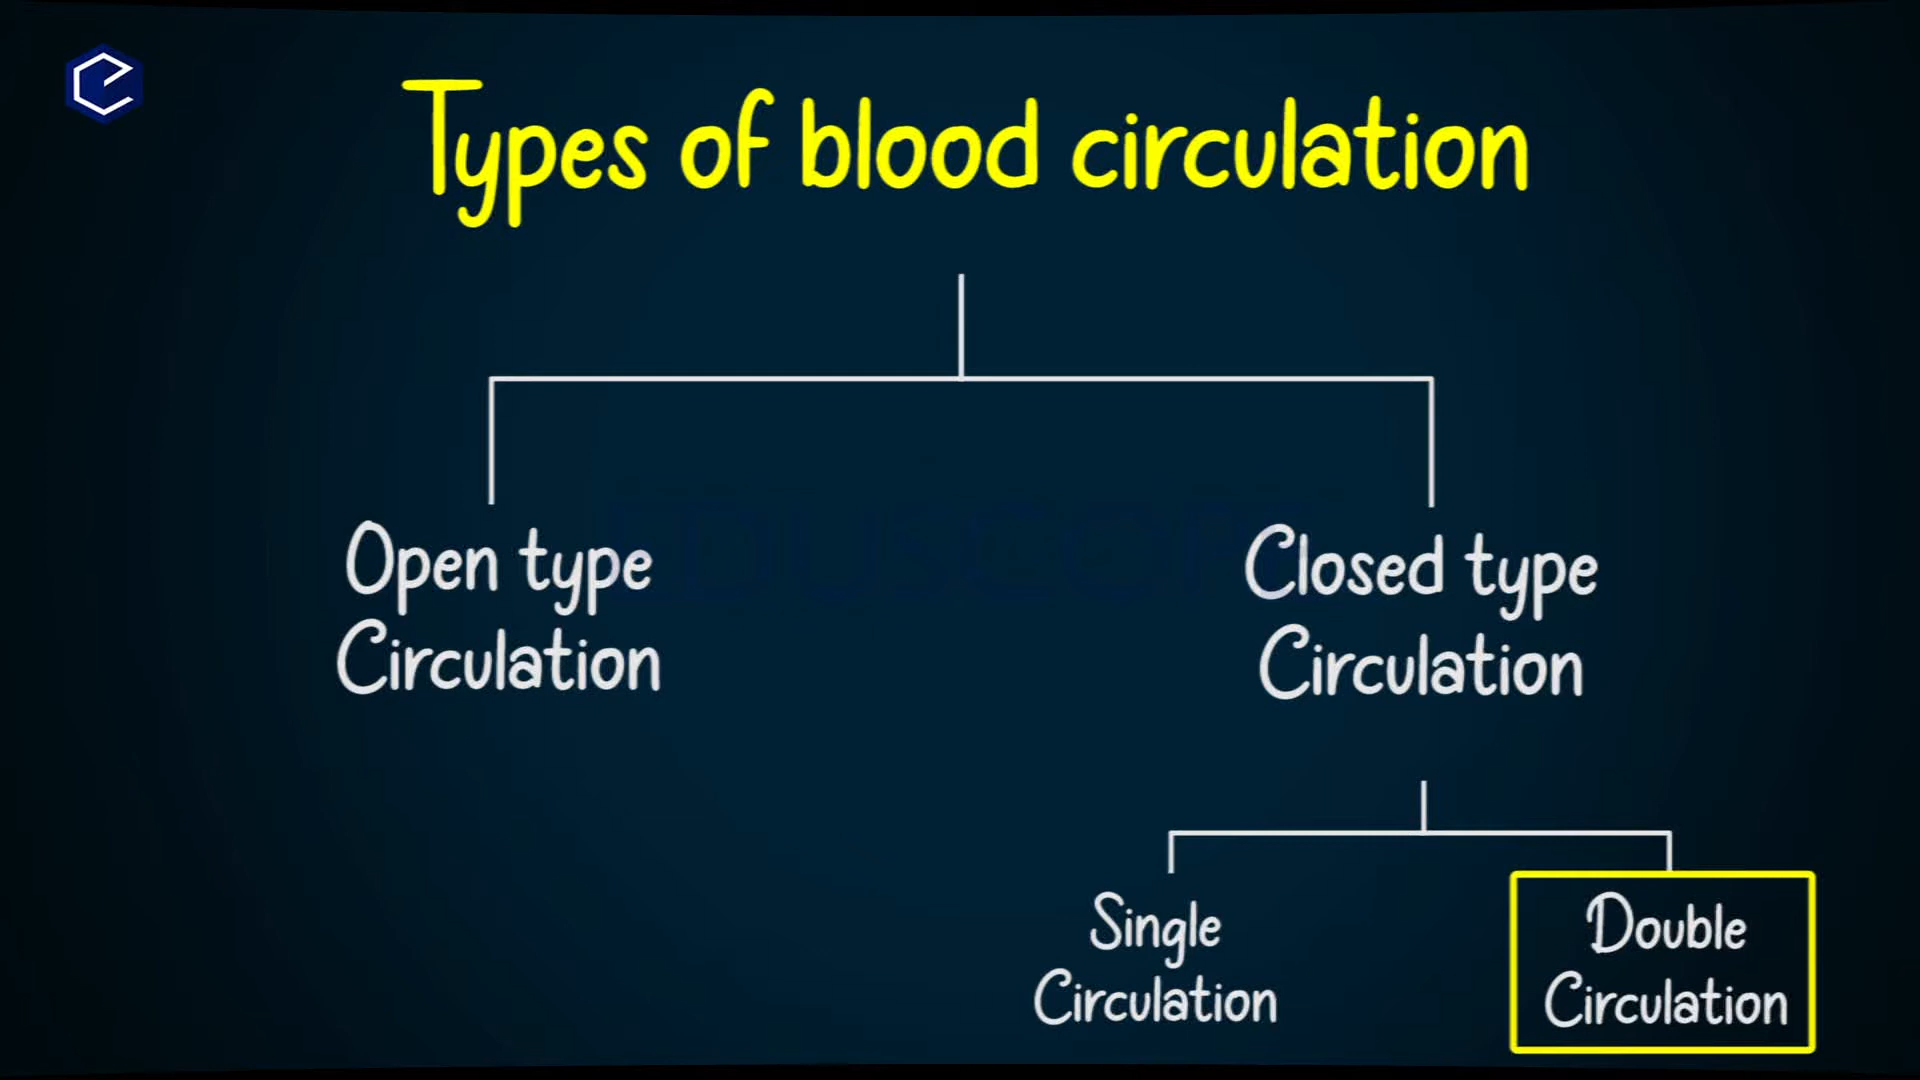 Types of blood circulation
Open type
Circulation
Closed type
Circulation
Single
Circulation
Double
Circulation